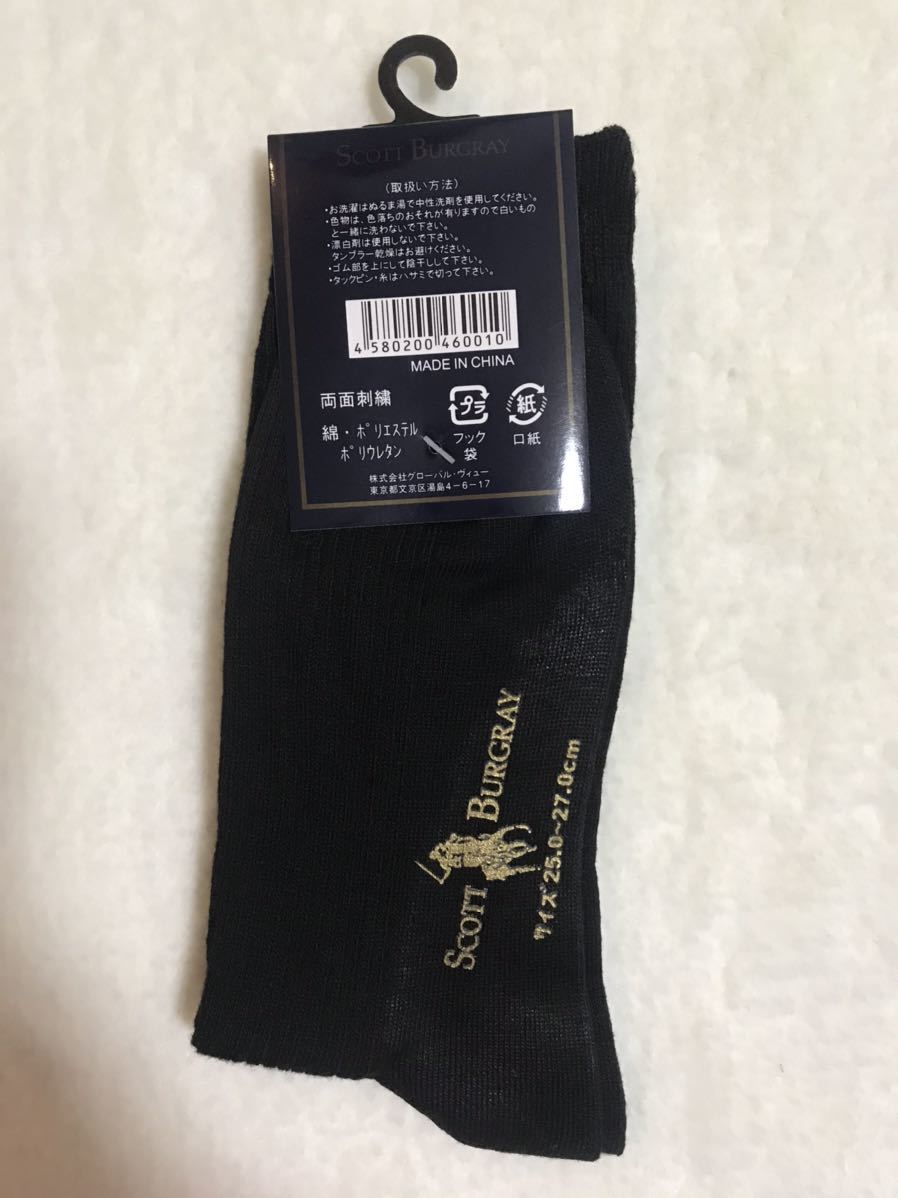 SCOTT BURGRAY
（取扱い方法）
・お洗濯はぬるま湯で中性洗剤を使用してください。
・色物は、色落ちのおそれが有りますので白いもの
と一緒に洗わないで下さい。
・漂白剤は使用しないで下さい。
タンブラー乾燥はお避けください。
・ゴム部を上にして陰干しして下さい。
・タックピン・糸はハサミで切って下さい。
4 580200 460010
MADE IN CHINA
両面刺繍
綿・ポリエステル
ポリウレタン
プラ
フック
袋
紙
口紙
株式会社グローバル・ヴィュー
東京都文京区湯島4-6-17
SCOTT BURGRAY
サイズ25.0~27.0cm